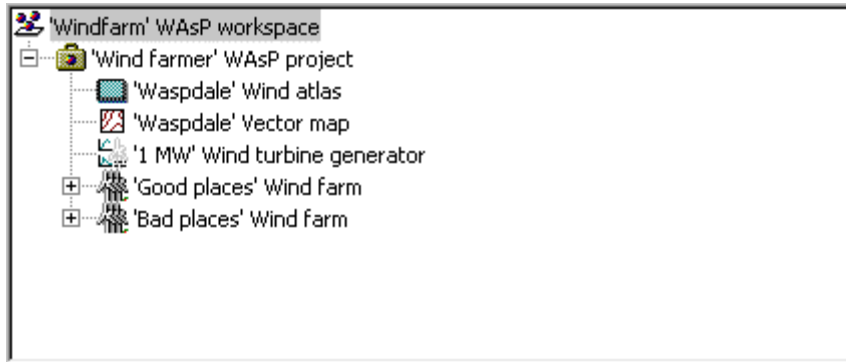 'Windfarm' WAsP workspace
'Wind farmer' WAsP project
'Waspdale' Wind atlas
'Waspdale' Vector map
'1 MW' Wind turbine generator
'Good places' Wind farm
'Bad places' Wind farm